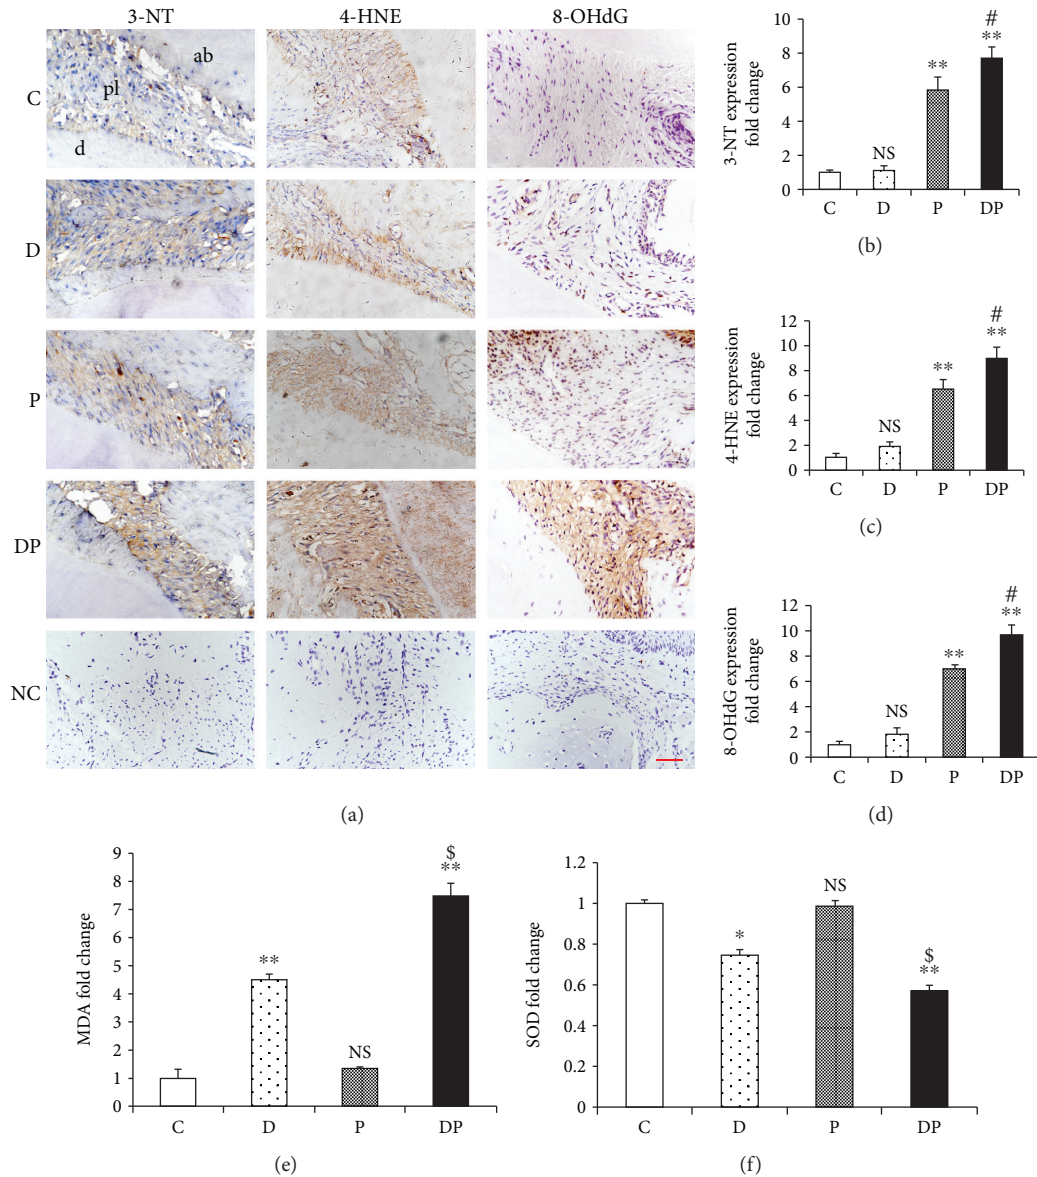 3-NT
4-HNE
8-OHdG
C
ab
pl
d
D
P
DP
NC
(a)
3-NT expression
fold change
10
8
6
4
2
0
NS
**
#
**
C D P DP
(b)
4-HNE expression
fold change
12
10
8
6
4
2
0
NS
**
#
**
C D P DP
(c)
8-OHdG expression
fold change
12
10
8
6
4
2
0
NS
**
#
**
C D P DP
(d)
MDA fold change
9
8
7
6
5
4
3
2
1
0
**
NS
$
**
C D P DP
(e)
SOD fold change
1.2
1
0.8
0.6
0.4
0.2
0
*
NS
$
**
C D P DP
(f)